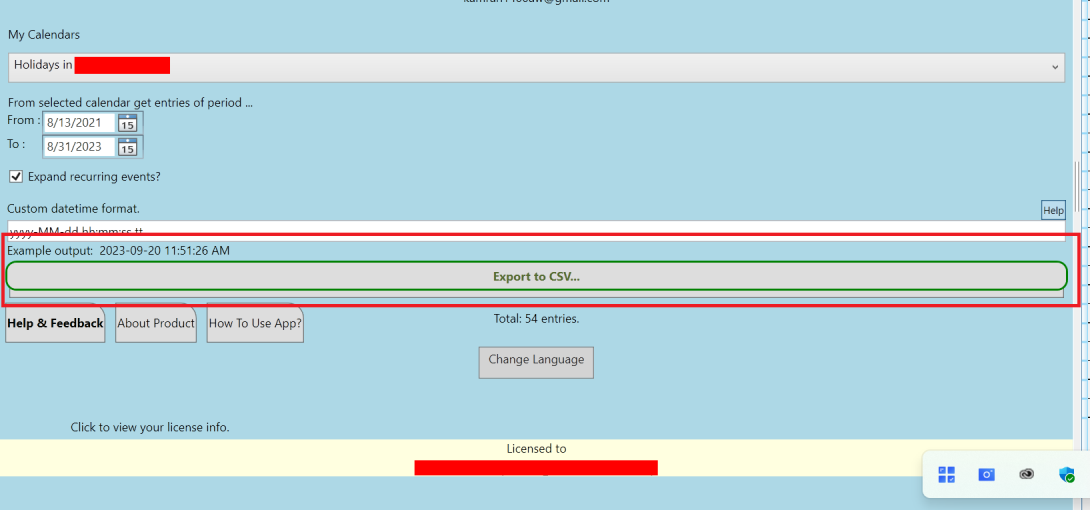 My Calendars
Holidays in
From selected calendar get entries of period ...
From : 8/13/2021 15
To : 8/31/2023 15
Expand recurring events?
Custom datetime format.
Help
yyyy-MM-dd hh:mm:ss tt
Example output: 2023-09-20 11:51:26 AM
Export to CSV...
Help & Feedback About Product How To Use App? Total: 54 entries.
Change Language
Click to view your license info.
Licensed to